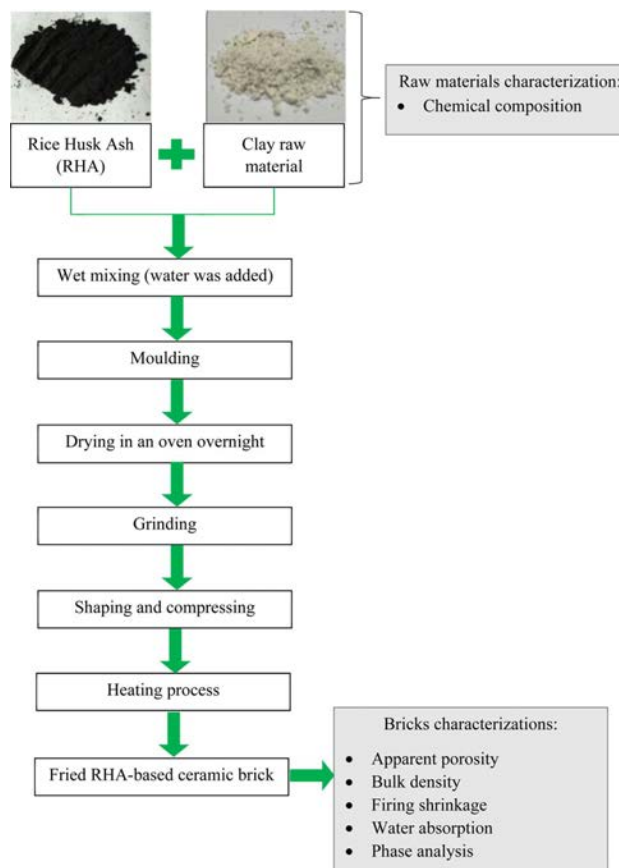 Rice Husk Ash
(RHA)
Clay raw
material
Raw materials characterization:
• Chemical composition
Wet mixing (water was added)
Moulding
Drying in an oven overnight
Grinding
Shaping and compressing
Heating process
Fried RHA-based ceramic brick
Bricks characterizations:
• Apparent porosity
• Bulk density
• Firing shrinkage
• Water absorption
• Phase analysis